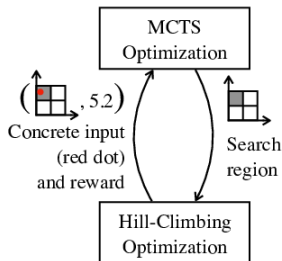 MCTS
Optimization
( , 5.2)
Concrete input
(red dot)
and reward
Search
region
Hill-Climbing
Optimization